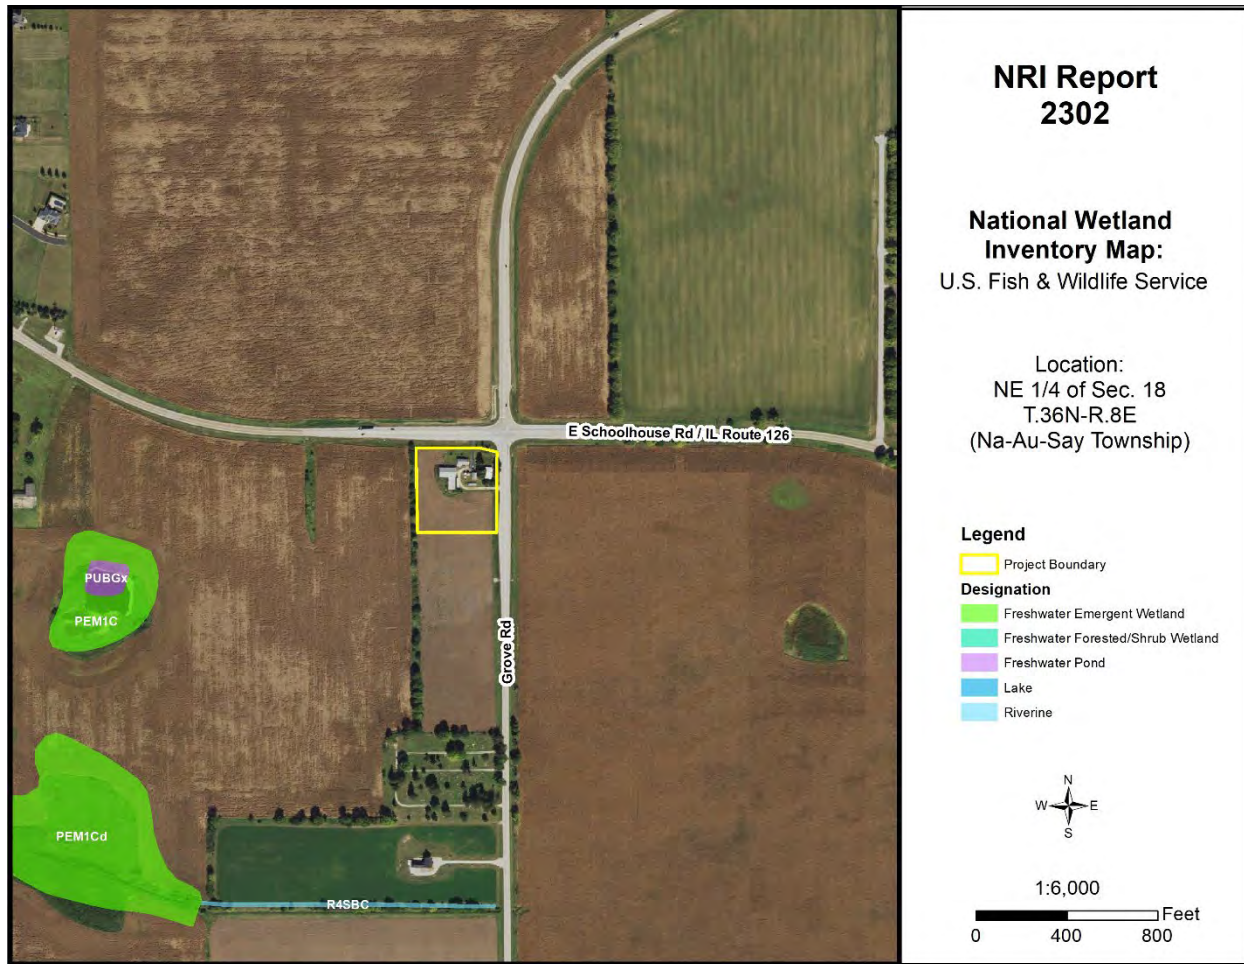 NRI Report
2302
National Wetland
Inventory Map:
U.S. Fish & Wildlife Service
Location:
NE 1/4 of Sec. 18
T.36N-R.8E
(Na-Au-Say Township)
Legend
Project Boundary
Designation
Freshwater Emergent Wetland
Freshwater Forested/Shrub Wetland
Freshwater Pond
Lake
Riverine
N
W E
S
1:6,000
Feet
0 400 800
E Schoolhouse Rd / IL Route 126
Grove Rd
PUBGx
PEM1C
PEM1Cd
R4SBC